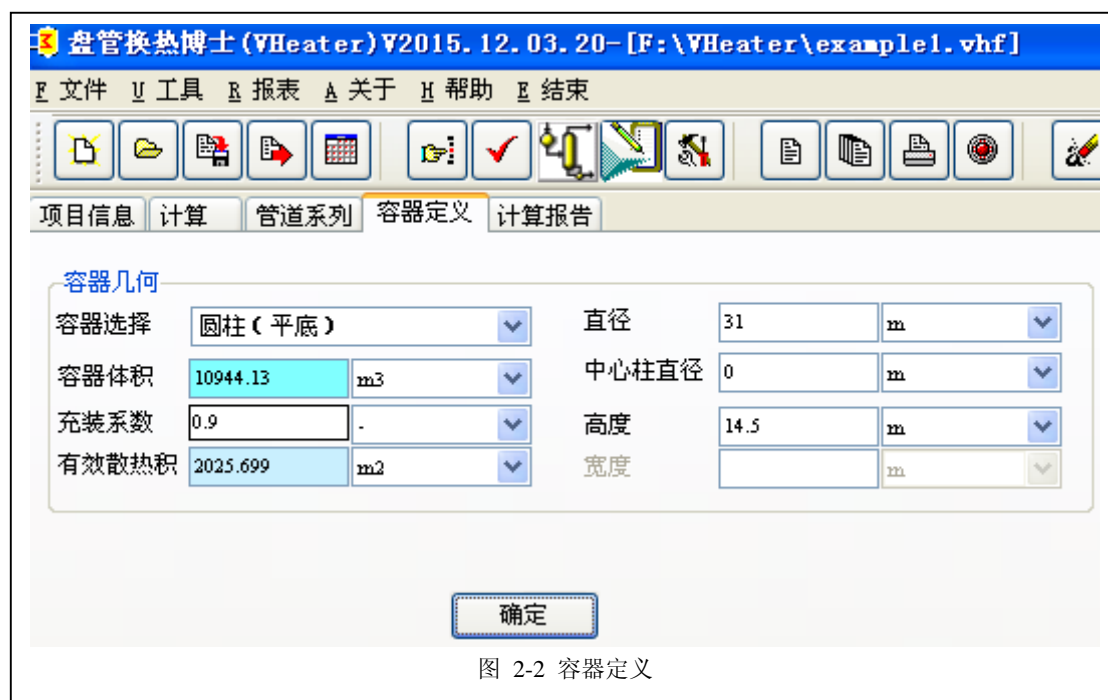 盘管换热博士(VHeater)V2015.12.03.20-[F:\VHeater\example1.vhf]
F 文件 U 工具 R 报表 A 关于 H 帮助 E 结束
项目信息 计算 管道系列 容器定义 计算报告
容器几何
容器选择 圆柱(平底) 直径 31 m
容器体积 10944.13 m3 中心柱直径 0 m
充装系数 0.9 - 高度 14.5 m
有效散热积 2025.699 m2 宽度 m
确定
图 2-2 容器定义